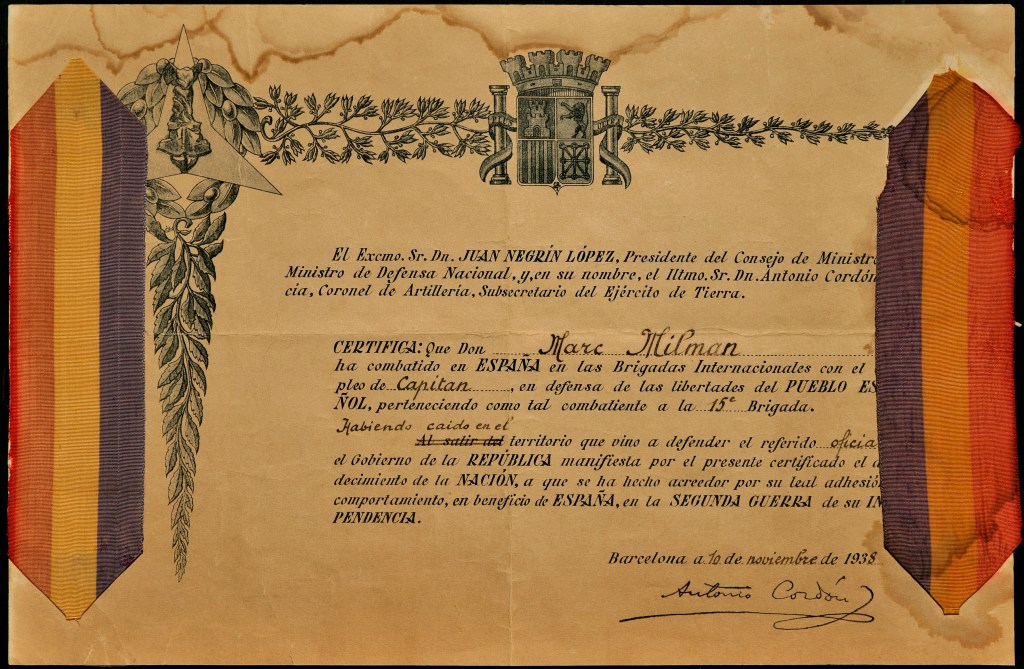 El Excmo. Sr. Dn. JUAN NEGRÍN LÓPEZ, Presidente del Consejo de Ministr
Ministro de Defensa Nacional, y, en su nombre, el Iltmo. Sr. Dn. Antonio Cordón
cía, Coronel de Artillería, Subsecretario del Ejército de Tierra.
CERTIFICA: Que Don Marc Milman
ha combatido en ESPAÑA en las Brigadas Internacionales con el
pleo de Capitan, en defensa de las libertades del PUEBLO ES
ÑOL, perteneciendo como tal combatiente a la 15ª Brigada.
Habiendo caido en el
Al salir del territorio que vino a defender el referido oficia
el Gobierno de la REPÚBLICA manifiesta por el presente certificado el
decimiento de la NACIÓN, a que se ha hecho acreedor por su leal adhesión
comportamiento, en beneficio de ESPAÑA, en la SEGUNDA GUERRA de su IN
PENDENCIA.
Barcelona a 10 de noviembre de 1938
Antonio Cordón